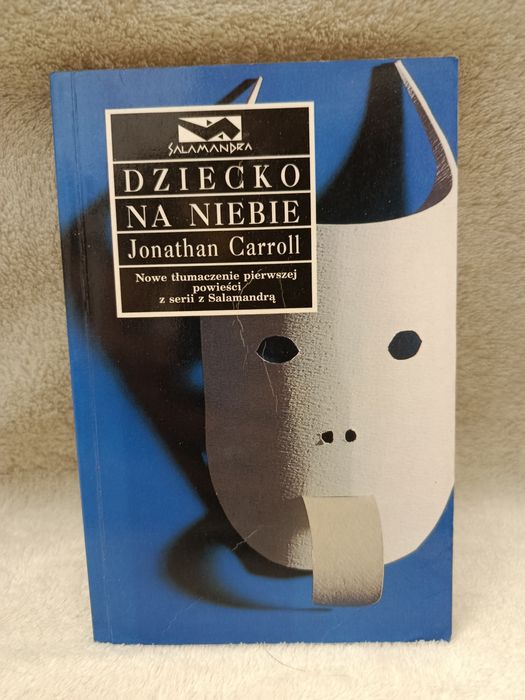 SALAMANDRA
DZIECKO
NA NIEBIE
Jonathan Carroll
Nowe tłumaczenie pierwszej
powieści
z serii z Salamandrą